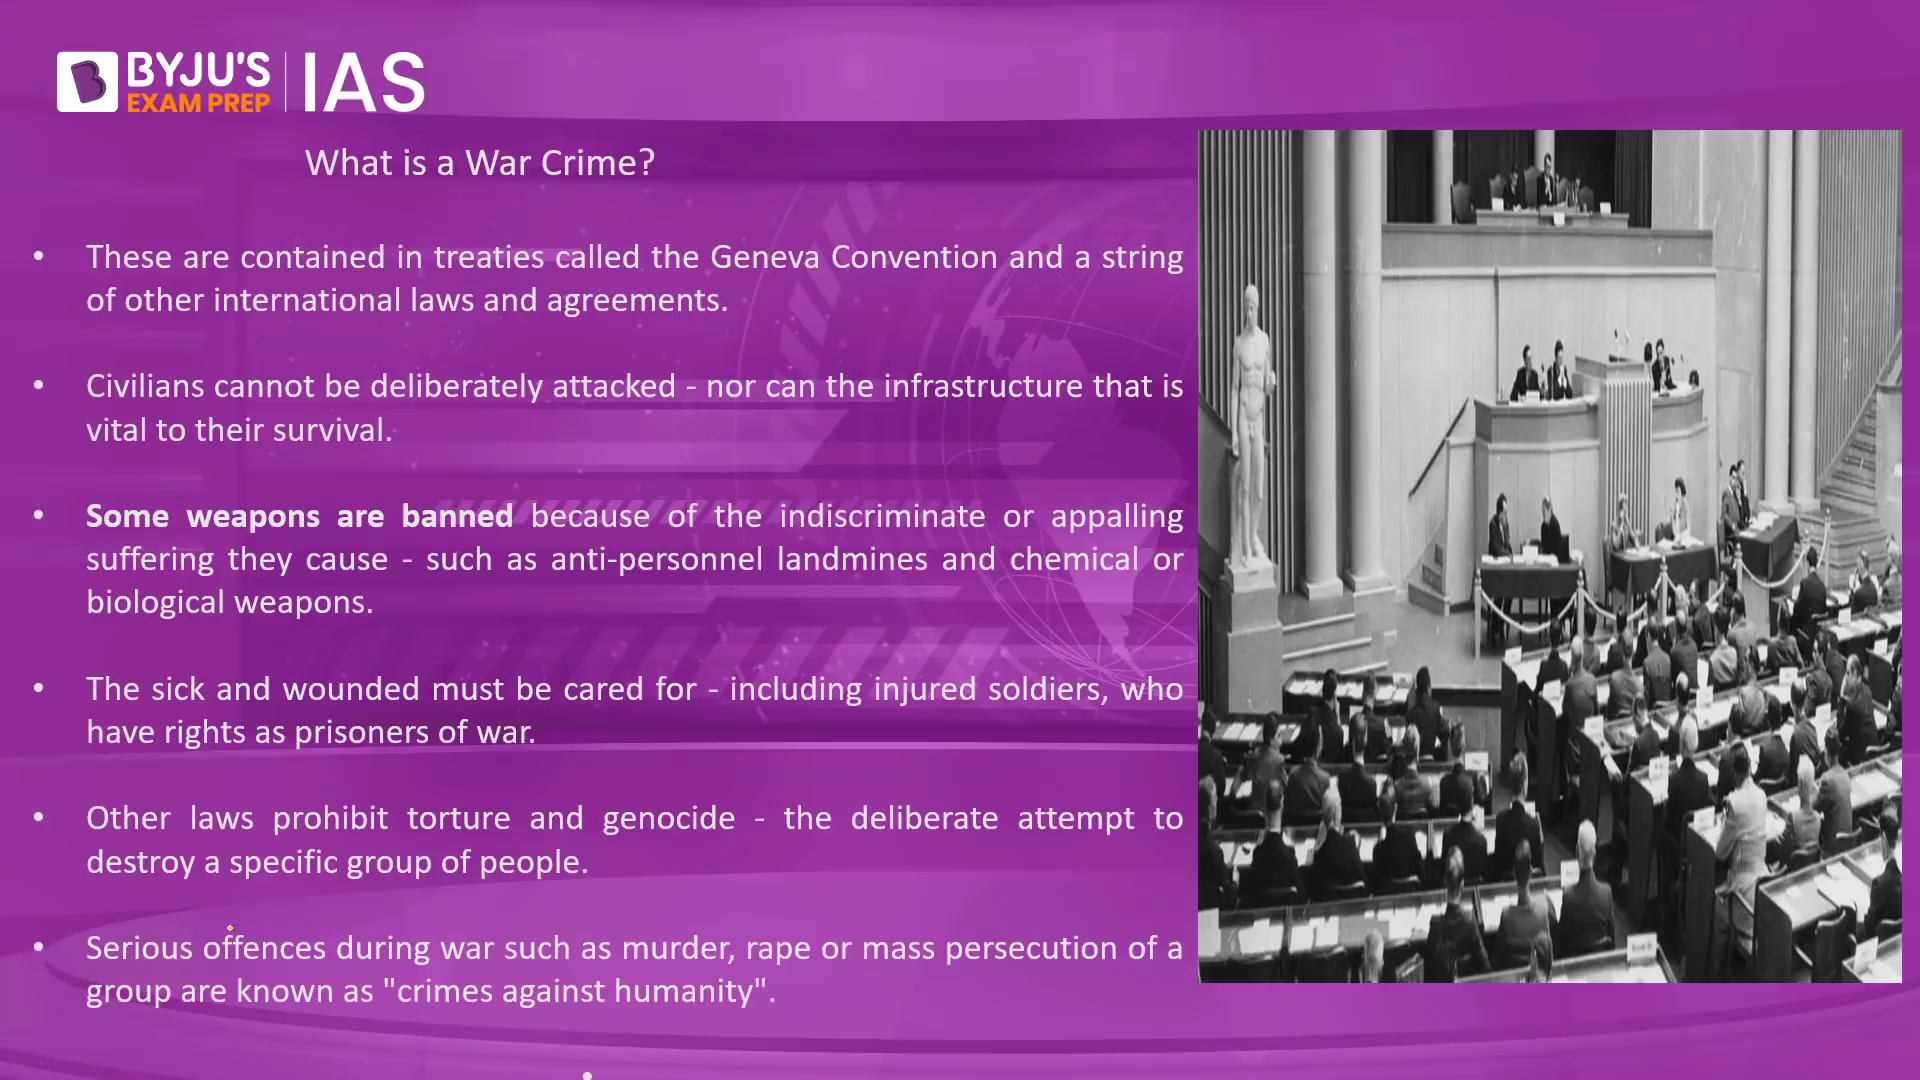 BYJU'S
EXAM PREP
IAS
What is a War Crime?
• These are contained in treaties called the Geneva Convention and a string
of other international laws and agreements.
• Civilians cannot be deliberately attacked - nor can the infrastructure that is
vital to their survival.
• Some weapons are banned because of the indiscriminate or appalling
suffering they cause - such as anti-personnel landmines and chemical or
biological weapons.
• The sick and wounded must be cared for - including injured soldiers, who
have rights as prisoners of war.
• Other laws prohibit torture and genocide - the deliberate attempt to
destroy a specific group of people.
• Serious offences during war such as murder, rape or mass persecution of a
group are known as "crimes against humanity".